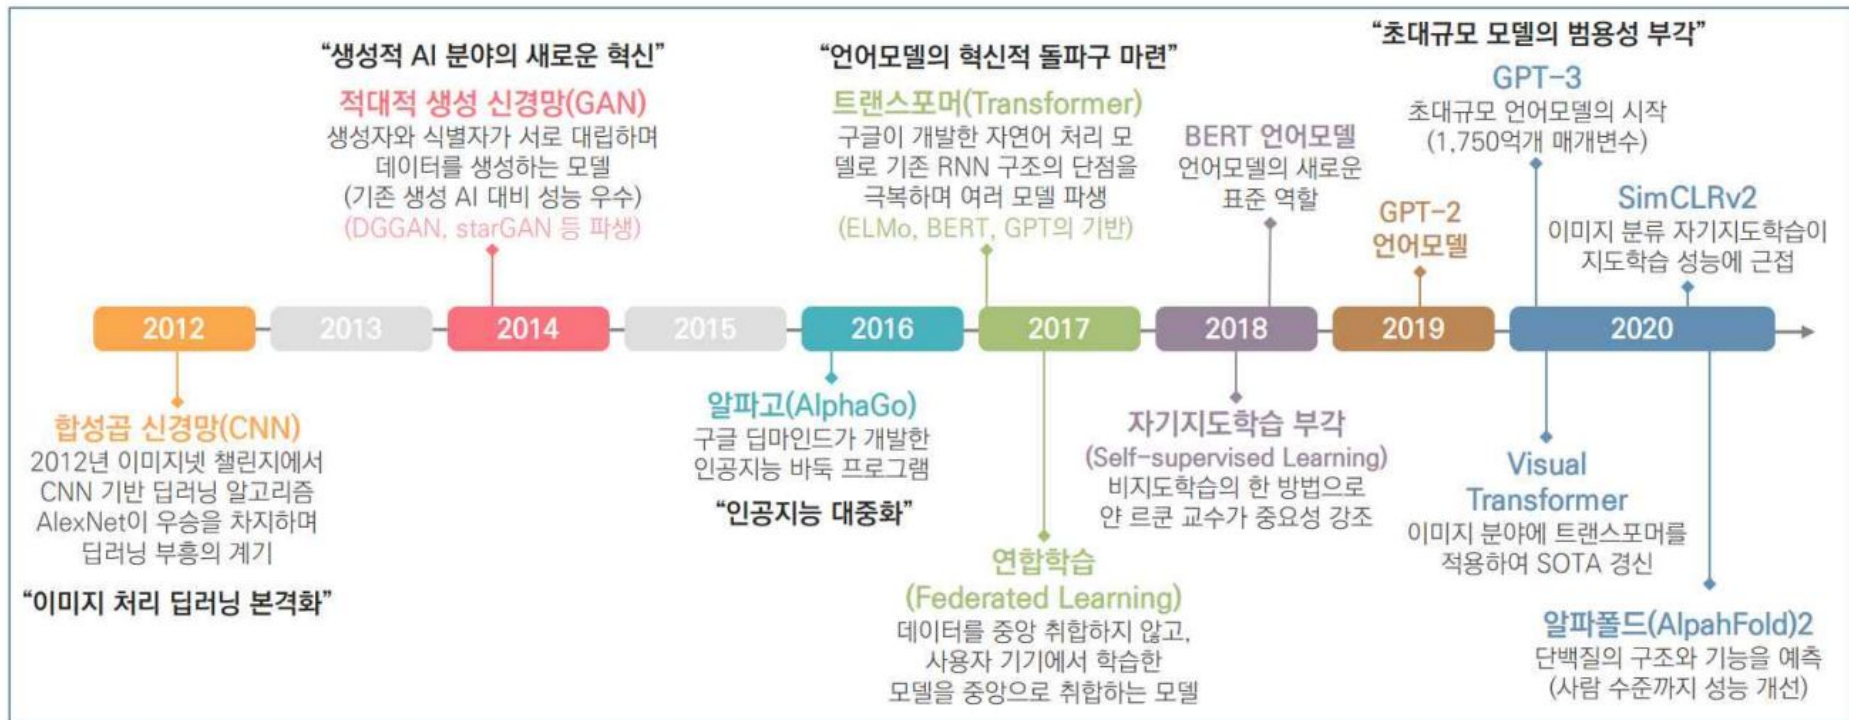 “생성적 AI 분야의 새로운 혁신”
적대적 생성 신경망(GAN)
생성자와 식별자가 서로 대립하며
데이터를 생성하는 모델
(기존 생성 AI 대비 성능 우수)
(DGGAN, starGAN 등 파생)
“언어모델의 혁신적 돌파구 마련”
트랜스포머(Transformer)
구글이 개발한 자연어 처리 모
델로 기존 RNN 구조의 단점을
극복하며 여러 모델 파생
(ELMo, BERT, GPT의 기반)
BERT 언어모델
언어모델의 새로운
표준 역할
GPT-2
언어모델
“초대규모 모델의 범용성 부각”
GPT-3
초대규모 언어모델의 시작
(1,750억개 매개변수)
SimCLRv2
이미지 분류 자기지도학습이
지도학습 성능에 근접
2012 2013 2014 2015 2016 2017 2018 2019 2020
합성곱 신경망(CNN)
2012년 이미지넷 챌린지에서
CNN 기반 딥러닝 알고리즘
AlexNet이 우승을 차지하며
딥러닝 부흥의 계기
“이미지 처리 딥러닝 본격화”
알파고(AlphaGo)
구글 딥마인드가 개발한
인공지능 바둑 프로그램
“인공지능 대중화”
연합학습
(Federated Learning)
데이터를 중앙 취합하지 않고,
사용자 기기에서 학습한
모델을 중앙으로 취합하는 모델
자기지도학습 부각
(Self-supervised Learning)
비지도학습의 한 방법으로
얀 르쿤 교수가 중요성 강조
Visual
Transformer
이미지 분야에 트랜스포머를
적용하여 SOTA 경신
알파폴드(AlpahFold)2
단백질의 구조와 기능을 예측
(사람 수준까지 성능 개선)